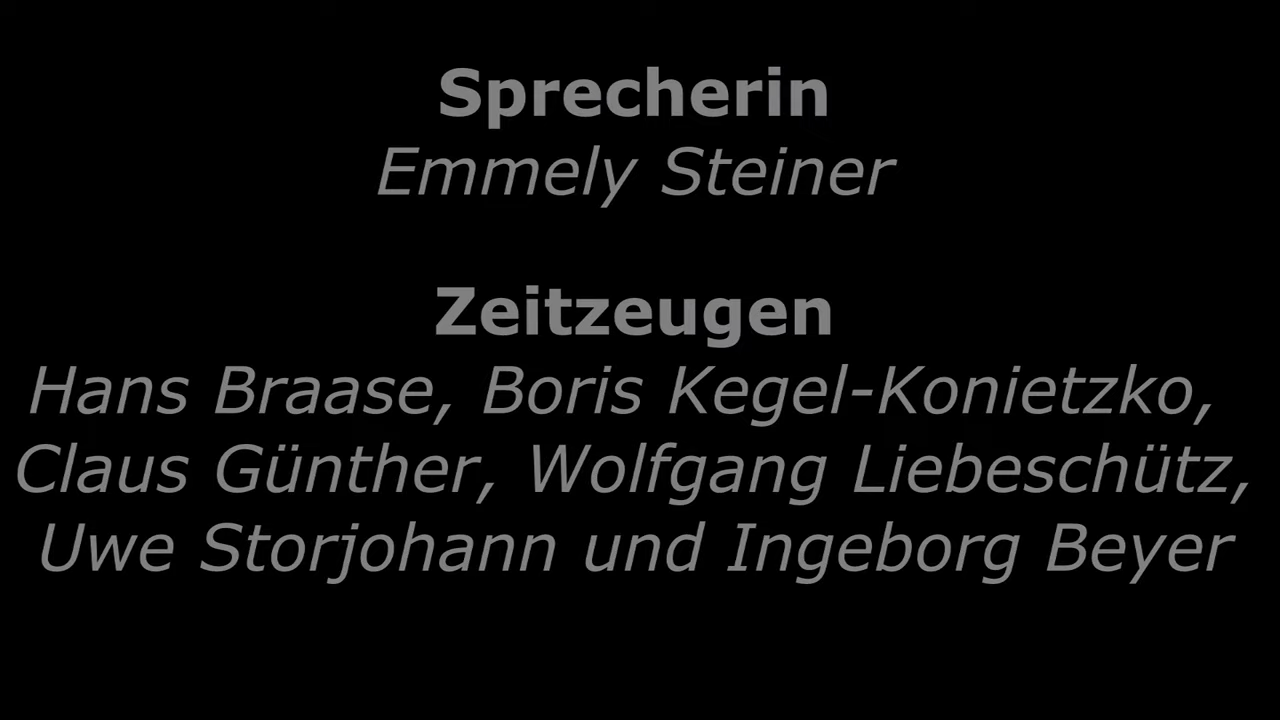 Sprecherin
Emmely Steiner
Zeitzeugen
Hans Braase, Boris Kegel-Konietzko,
Claus Günther, Wolfgang Liebeschütz,
Uwe Storjohann und Ingeborg Beyer